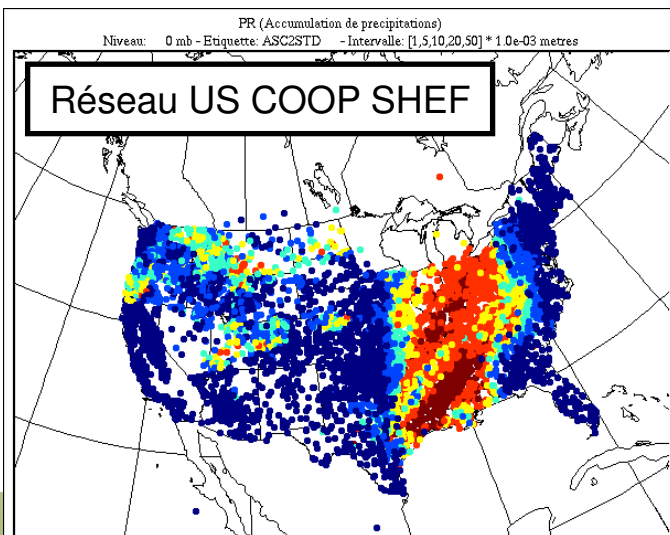 PR (Accumulation de precipitations)
Niveau: 0 mb - Etiquette: ASC2STD - Intervalle: [1,5,10,20,50] * 1.0e-03 metres
Réseau US COOP SHEF